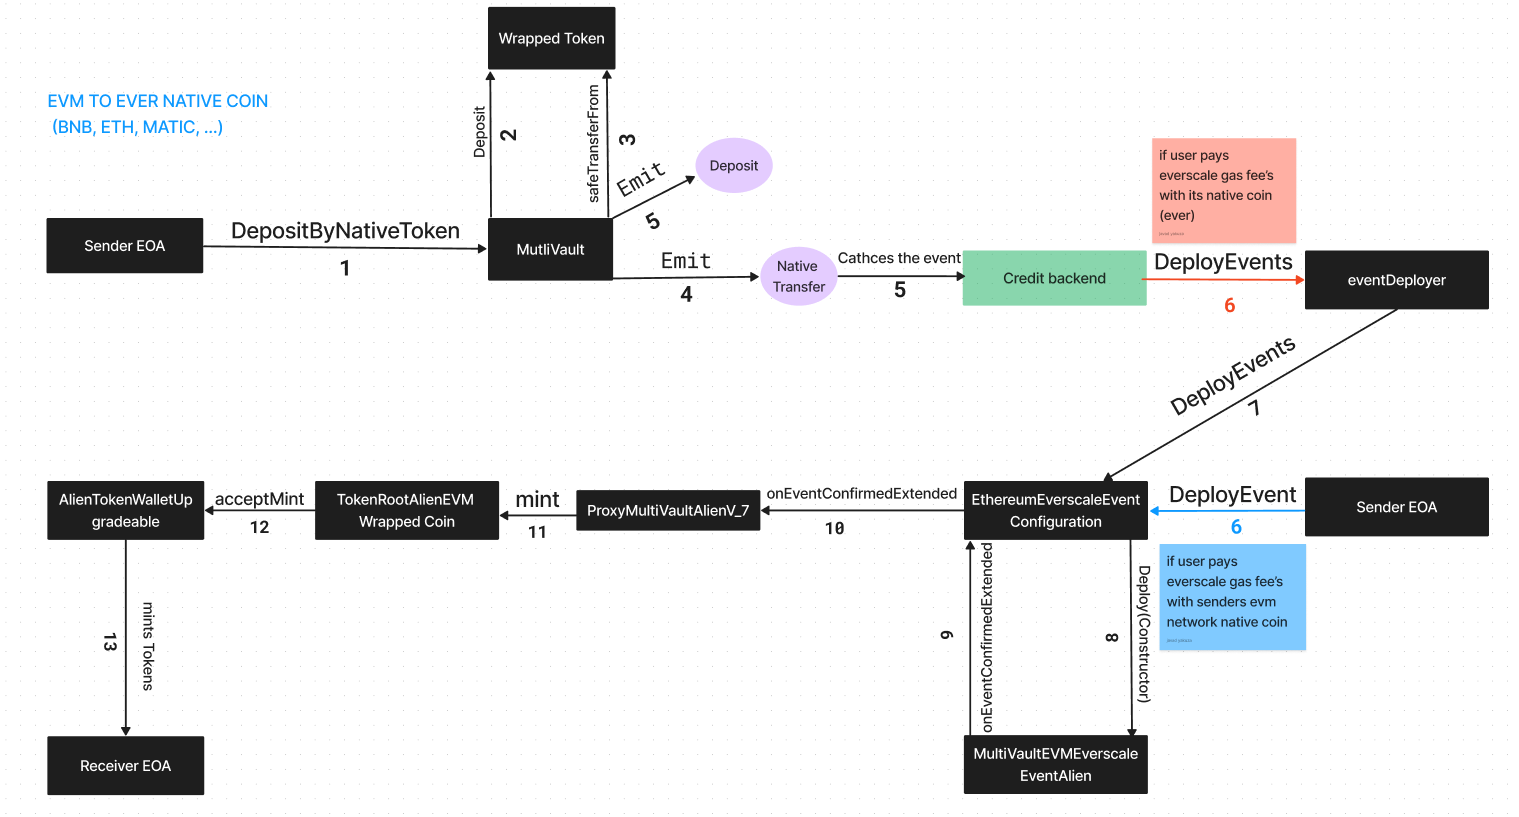 Wrapped Token
EVM TO EVER NATIVE COIN
(BNB, ETH, MATIC, ...)
Deposit
2
safeTransferFrom
3
Emit
5
Deposit
Sender EOA
DepositByNativeToken
1
MutliVault
Emit
4
Native
Transfer
Cathces the event
5
Credit backend
if user pays
everscale gas fee's
with its native coin
(ever)
DeployEvents
6
eventDeployer
DeployEvents
7
AlienTokenWalletUp
gradeable
acceptMint
12
TokenRootAlienEVM
Wrapped Coin
mint
11
ProxyMultiVaultAlienV_7
onEventConfirmedExtended
10
EthereumEverscaleEvent
Configuration
DeployEvent
6
Sender EOA
if user pays
everscale gas fee's
with senders evm
network native coin
13
mints Tokens
9
onEventConfirmedExtended
8
Deploy(Constructor)
Receiver EOA
MultiVaultEVMEverscale
EventAlien